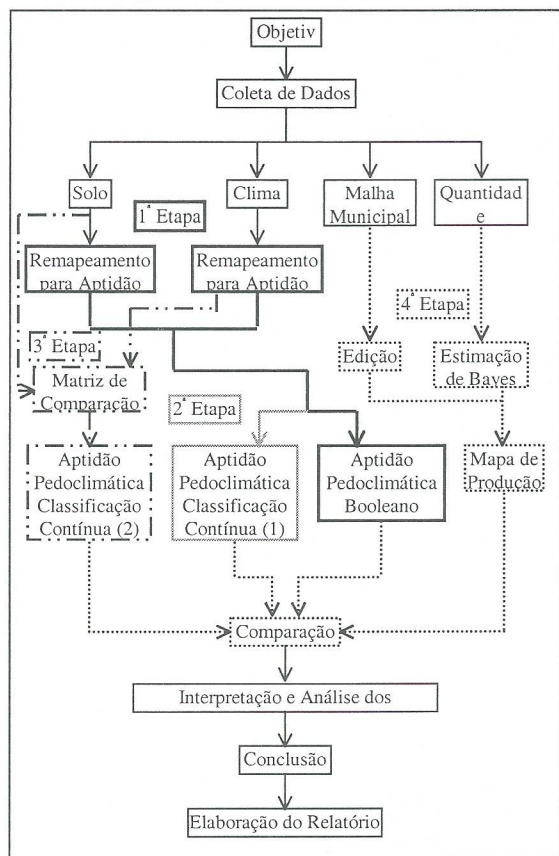 Objetiv
Coleta de Dados
Solo
Clima
Malha
Municipal
Quantidad
e
1ª Etapa
Remapeamento
para Aptidão
Remapeamento
para Aptidão
4ª Etapa
3ª Etapa
Edição
Estimação
de Bayes
Matriz de
Comparação
2ª Etapa
Aptidão
Pedoclimática
Classificação
Contínua (2)
Aptidão
Pedoclimática
Classificação
Contínua (1)
Aptidão
Pedoclimática
Booleano
Mapa de
Produção
Comparação
Interpretação e Análise dos
Conclusão
Elaboração do Relatório